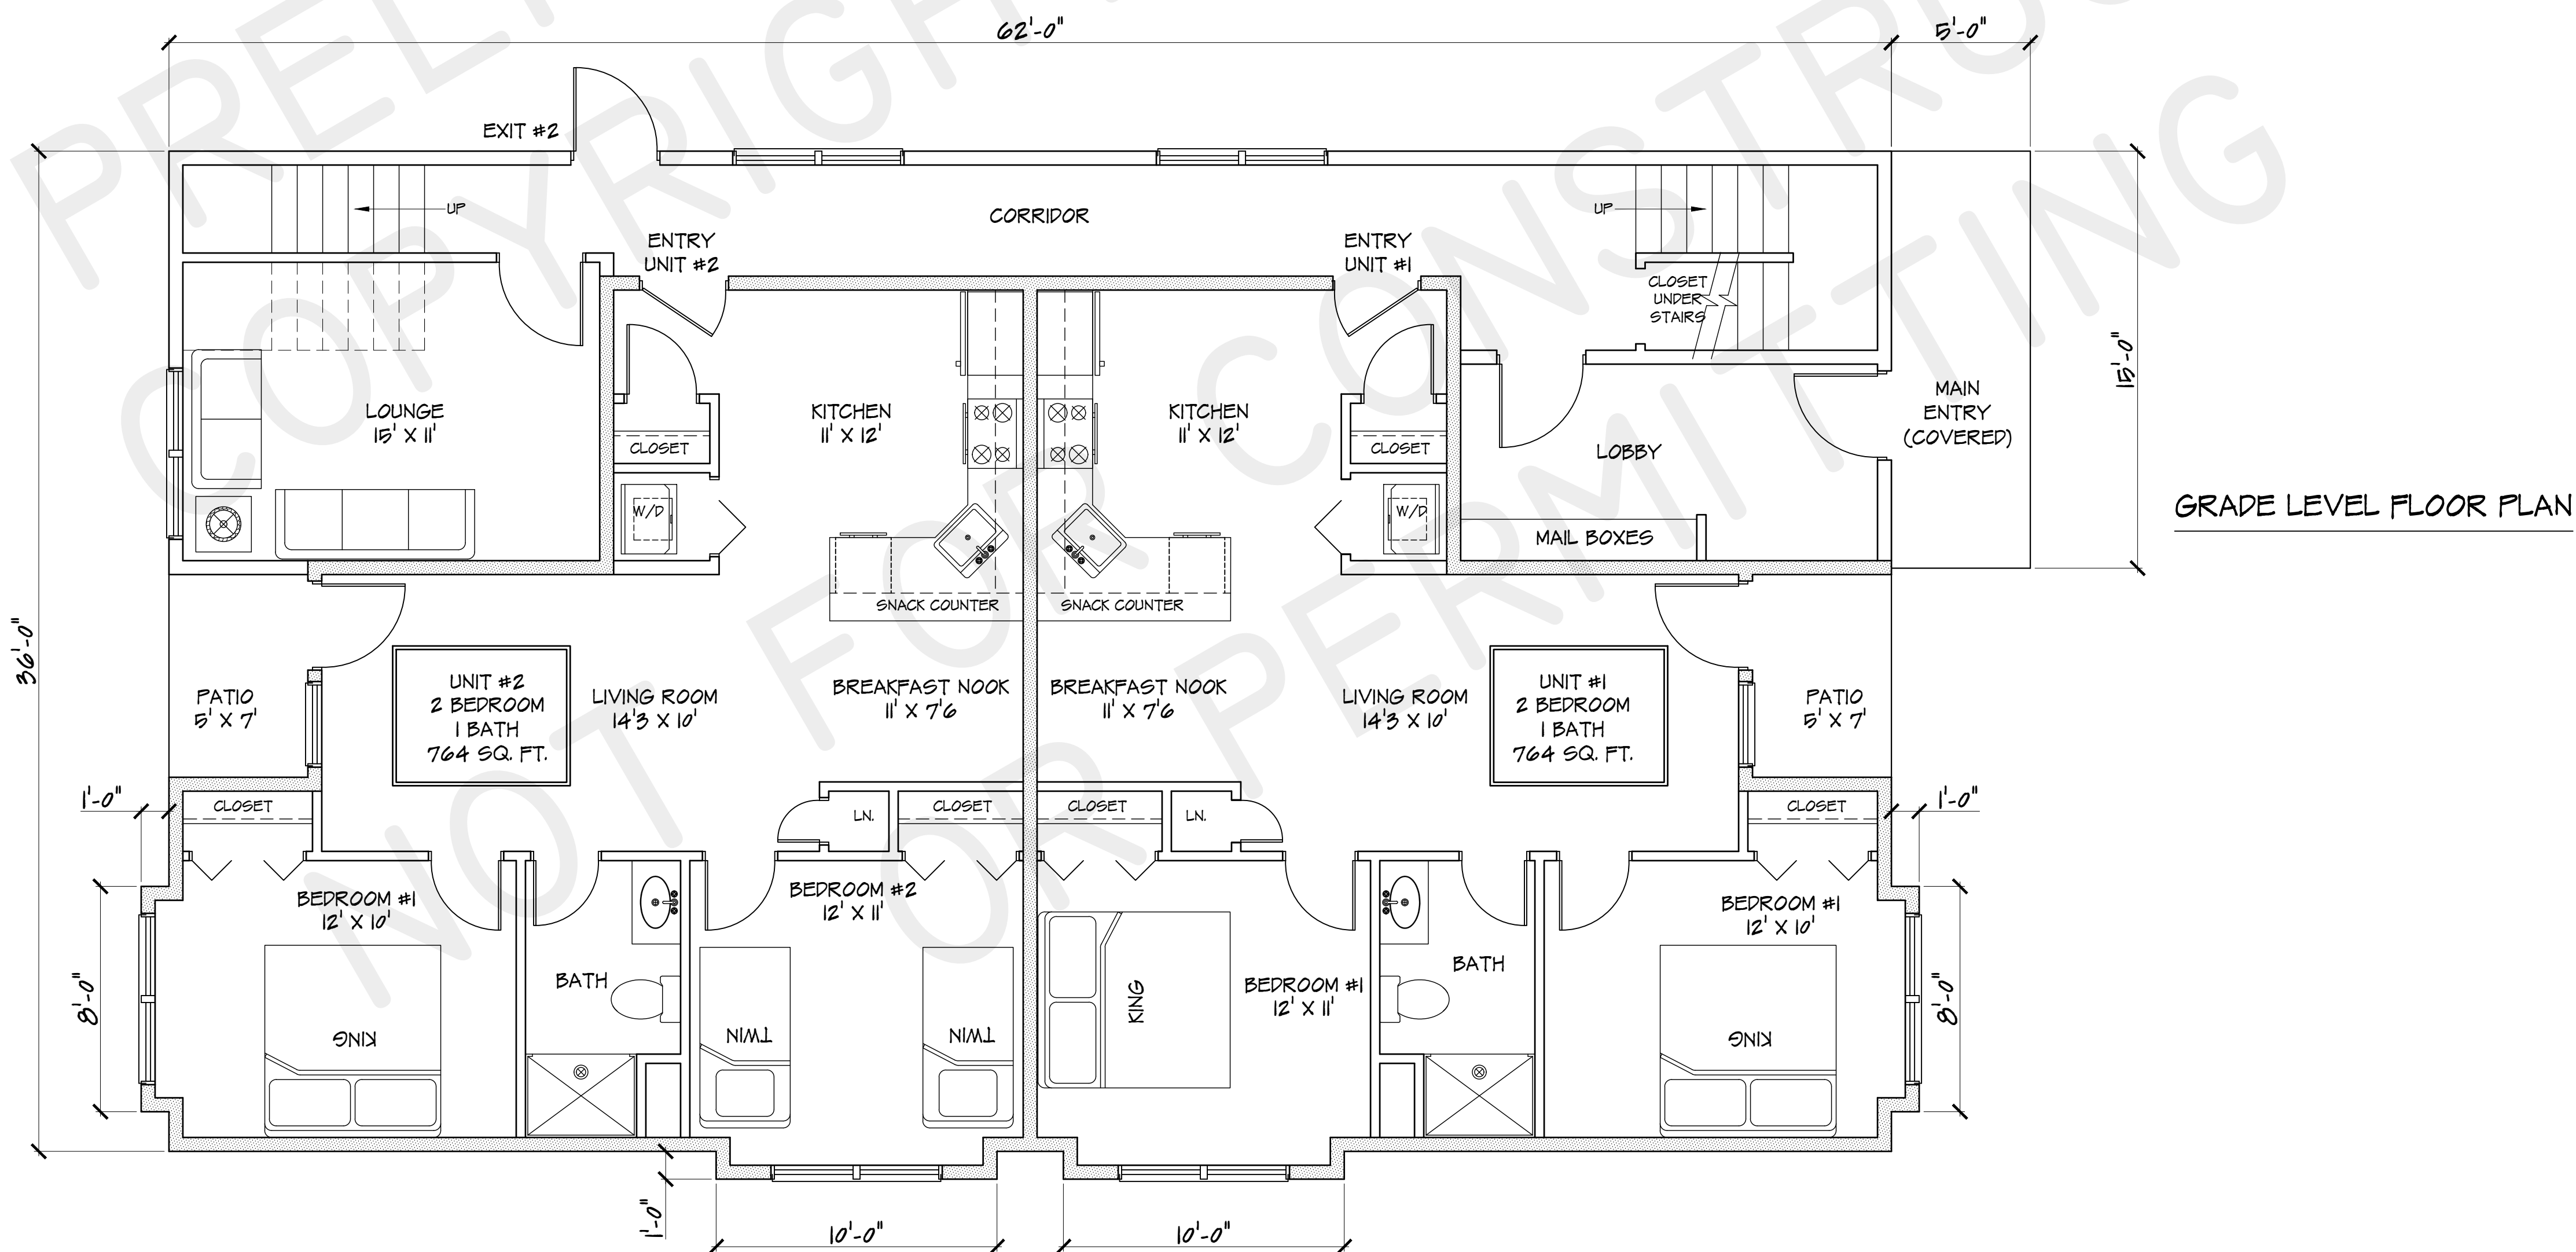 62'-0"
5'-0"
EXIT #2
UP
CORRIDOR
UP
ENTRY
UNIT #2
ENTRY
UNIT #1
CLOSET
UNDER
STAIRS
36'-0"
15'-0"
LOUNGE
15' X 11'
CLOSET
W/D
KITCHEN
11' X 12'
KITCHEN
11' X 12'
CLOSET
W/D
LOBBY
MAIL BOXES
MAIN
ENTRY
(COVERED)
GRADE LEVEL FLOOR PLAN
SNACK COUNTER
SNACK COUNTER
PATIO
5' X 7'
UNIT #2
2 BEDROOM
1 BATH
764 SQ. FT.
LIVING ROOM
14'3 X 10'
BREAKFAST NOOK
11' X 7'6
BREAKFAST NOOK
11' X 7'6
LIVING ROOM
14'3 X 10'
UNIT #1
2 BEDROOM
1 BATH
764 SQ. FT.
PATIO
5' X 7'
1'-0"
CLOSET
LN.
CLOSET
CLOSET
LN.
CLOSET
1'-0"
8'-0"
BEDROOM #1
12' X 10'
KING
BATH
BEDROOM #2
12' X 11'
TWIN
TWIN
KING
BEDROOM #1
12' X 11'
BATH
BEDROOM #1
12' X 10'
KING
8'-0"
1'-0"
10'-0"
10'-0"
COPYRIGH
NOT FOR CONSTRUC
OR PERMITTING